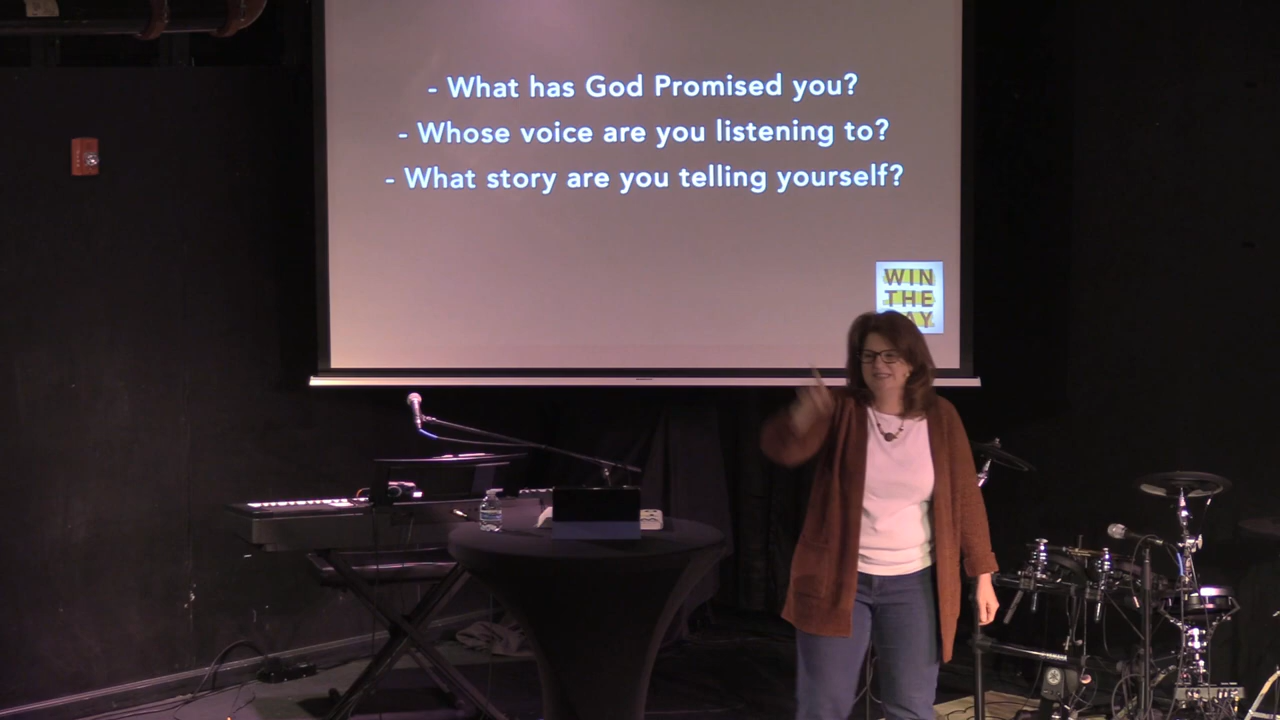 - What has God Promised you?
- Whose voice are you listening to?
- What story are you telling yourself?
WIN
THE